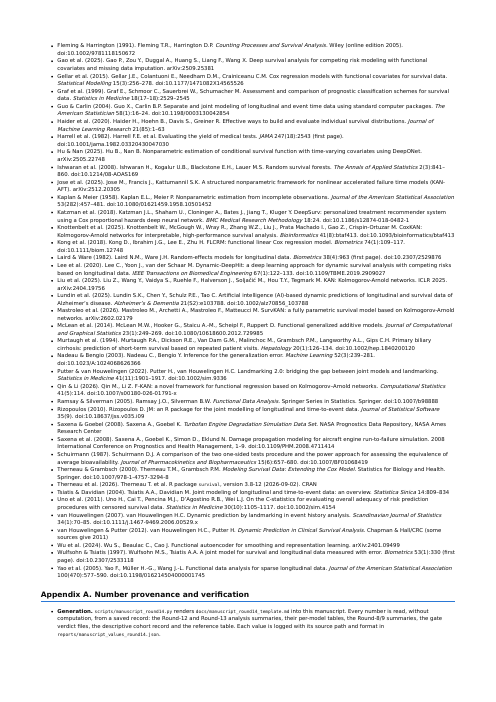 • Fleming & Harrington (1991). Fleming T.R., Harrington D.P. Counting Processes and Survival Analysis. Wiley (online edition 2005).
doi:10.1002/9781118150672
• Gao et al. (2025). Gao P., Zou Y., Duggal A., Huang S., Liang F., Wang X. Deep survival analysis for competing risk modeling with functional
covariates and missing data imputation. arXiv:2509.25381
• Gellar et al. (2015). Gellar J.E., Colantuoni E., Needham D.M., Crainiceanu C.M. Cox regression models with functional covariates for survival data.
Statistical Modelling 15(3):256–278. doi:10.1177/1471082X14565526
• Graf et al. (1999). Graf E., Schmoor C., Sauerbrei W., Schumacher M. Assessment and comparison of prognostic classification schemes for survival
data. Statistics in Medicine 18(17–18):2529–2545
• Guo & Carlin (2004). Guo X., Carlin B.P. Separate and joint modeling of longitudinal and event time data using standard computer packages. The
American Statistician 58(1):16–24. doi:10.1198/0003130042854
• Haider et al. (2020). Haider H., Hoehn B., Davis S., Greiner R. Effective ways to build and evaluate individual survival distributions. Journal of
Machine Learning Research 21(85):1–63
• Harrell et al. (1982). Harrell F.E. et al. Evaluating the yield of medical tests. JAMA 247(18):2543 (first page).
doi:10.1001/jama.1982.03320430047030
• Hu & Nan (2025). Hu B., Nan B. Nonparametric estimation of conditional survival function with time-varying covariates using DeepONet.
arXiv:2505.22748
• Ishwaran et al. (2008). Ishwaran H., Kogalur U.B., Blackstone E.H., Lauer M.S. Random survival forests. The Annals of Applied Statistics 2(3):841–
860. doi:10.1214/08-AOAS169
• Jose et al. (2025). Jose M., Francis J., Kattumannil S.K. A structured nonparametric framework for nonlinear accelerated failure time models (KAN-
AFT). arXiv:2512.20305
• Kaplan & Meier (1958). Kaplan E.L., Meier P. Nonparametric estimation from incomplete observations. Journal of the American Statistical Association
53(282):457–481. doi:10.1080/01621459.1958.10501452
• Katzman et al. (2018). Katzman J.L., Shaham U., Cloninger A., Bates J., Jiang T., Kluger Y. DeepSurv: personalized treatment recommender system
using a Cox proportional hazards deep neural network. BMC Medical Research Methodology 18:24. doi:10.1186/s12874-018-0482-1
• Knottenbelt et al. (2025). Knottenbelt W., McGough W., Wray R., Zhang W.Z., Liu J., Prata Machado I., Gao Z., Crispin-Ortuzar M. CoxKAN:
Kolmogorov-Arnold networks for interpretable, high-performance survival analysis. Bioinformatics 41(8):btaf413. doi:10.1093/bioinformatics/btaf413
• Kong et al. (2018). Kong D., Ibrahim J.G., Lee E., Zhu H. FLCRM: functional linear Cox regression model. Biometrics 74(1):109–117.
doi:10.1111/biom.12748
• Laird & Ware (1982). Laird N.M., Ware J.H. Random-effects models for longitudinal data. Biometrics 38(4):963 (first page). doi:10.2307/2529876
• Lee et al. (2020). Lee C., Yoon J., van der Schaar M. Dynamic-DeepHit: a deep learning approach for dynamic survival analysis with competing risks
based on longitudinal data. IEEE Transactions on Biomedical Engineering 67(1):122–133. doi:10.1109/TBME.2019.2909027
• Liu et al. (2025). Liu Z., Wang Y., Vaidya S., Ruehle F., Halverson J., Soljačić M., Hou T.Y., Tegmark M. KAN: Kolmogorov-Arnold networks. ICLR 2025.
arXiv:2404.19756
• Lundin et al. (2025). Lundin S.K., Chen Y., Schulz P.E., Tao C. Artificial intelligence (AI)-based dynamic predictions of longitudinal and survival data of
Alzheimer's disease. Alzheimer's & Dementia 21(S2):e103788. doi:10.1002/alz70856_103788
• Mastroleo et al. (2026). Mastroleo M., Archetti A., Mastroleo F., Matteucci M. SurvKAN: a fully parametric survival model based on Kolmogorov-Arnold
networks. arXiv:2602.02179
• McLean et al. (2014). McLean M.W., Hooker G., Staicu A.-M., Scheipl F., Ruppert D. Functional generalized additive models. Journal of Computational
and Graphical Statistics 23(1):249–269. doi:10.1080/10618600.2012.729985
• Murtaugh et al. (1994). Murtaugh P.A., Dickson E.R., Van Dam G.M., Malinchoc M., Grambsch P.M., Langworthy A.L., Gips C.H. Primary biliary
cirrhosis: prediction of short-term survival based on repeated patient visits. Hepatology 20(1):126–134. doi:10.1002/hep.1840200120
• Nadeau & Bengio (2003). Nadeau C., Bengio Y. Inference for the generalization error. Machine Learning 52(3):239–281.
doi:10.1023/A:1024068626366
• Putter & van Houwelingen (2022). Putter H., van Houwelingen H.C. Landmarking 2.0: bridging the gap between joint models and landmarking.
Statistics in Medicine 41(11):1901–1917. doi:10.1002/sim.9336
• Qin & Li (2026). Qin M., Li Z. F-KAN: a novel framework for functional regression based on Kolmogorov-Arnold networks. Computational Statistics
41(5):114. doi:10.1007/s00180-026-01791-x
• Ramsay & Silverman (2005). Ramsay J.O., Silverman B.W. Functional Data Analysis. Springer Series in Statistics. Springer. doi:10.1007/b98888
• Rizopoulos (2010). Rizopoulos D. JM: an R package for the joint modelling of longitudinal and time-to-event data. Journal of Statistical Software
35(9). doi:10.18637/jss.v035.i09
• Saxena & Goebel (2008). Saxena A., Goebel K. Turbofan Engine Degradation Simulation Data Set. NASA Prognostics Data Repository, NASA Ames
Research Center
• Saxena et al. (2008). Saxena A., Goebel K., Simon D., Eklund N. Damage propagation modeling for aircraft engine run-to-failure simulation. 2008
International Conference on Prognostics and Health Management, 1–9. doi:10.1109/PHM.2008.4711414
• Schuirmann (1987). Schuirmann D.J. A comparison of the two one-sided tests procedure and the power approach for assessing the equivalence of
average bioavailability. Journal of Pharmacokinetics and Biopharmaceutics 15(6):657–680. doi:10.1007/BF01068419
• Therneau & Grambsch (2000). Therneau T.M., Grambsch P.M. Modeling Survival Data: Extending the Cox Model. Statistics for Biology and Health.
Springer. doi:10.1007/978-1-4757-3294-8
• Therneau et al. (2026). Therneau T.M. et al. R package survival, version 3.8-12 (2026-09-02). CRAN
• Tsiatis & Davidian (2004). Tsiatis A.A., Davidian M. Joint modeling of longitudinal and time-to-event data: an overview. Statistica Sinica 14:809–834
• Uno et al. (2011). Uno H., Cai T., Pencina M.J., D'Agostino R.B., Wei L.J. On the C-statistics for evaluating overall adequacy of risk prediction
procedures with censored survival data. Statistics in Medicine 30(10):1105–1117. doi:10.1002/sim.4154
• van Houwelingen (2007). van Houwelingen H.C. Dynamic prediction by landmarking in event history analysis. Scandinavian Journal of Statistics
34(1):70–85. doi:10.1111/j.1467-9469.2006.00529.x
• van Houwelingen & Putter (2012). van Houwelingen H.C., Putter H. Dynamic Prediction in Clinical Survival Analysis. Chapman & Hall/CRC (some
sources give 2011)
• Wu et al. (2024). Wu S., Beaulac C., Cao J. Functional autoencoder for smoothing and representation learning. arXiv:2401.09499
• Wulfsohn & Tsiatis (1997). Wulfsohn M.S., Tsiatis A.A. A joint model for survival and longitudinal data measured with error. Biometrics 53(1):330 (first
page). doi:10.2307/2533118
• Yao et al. (2005). Yao F., Müller H.-G., Wang J.-L. Functional data analysis for sparse longitudinal data. Journal of the American Statistical Association
100(470):577–590. doi:10.1198/016214504000001745
Appendix A. Number provenance and verification
• Generation. scripts/manuscript_round14.py renders docs/manuscript_round14_template.md into this manuscript. Every number is read, without
computation, from a saved record: the Round-12 and Round-13 analysis summaries, their per-model tables, the Round-8/9 summaries, the gate
verdict files, the descriptive cohort record and the reference table. Each value is logged with its source path and format in
reports/manuscript_values_round14.json.